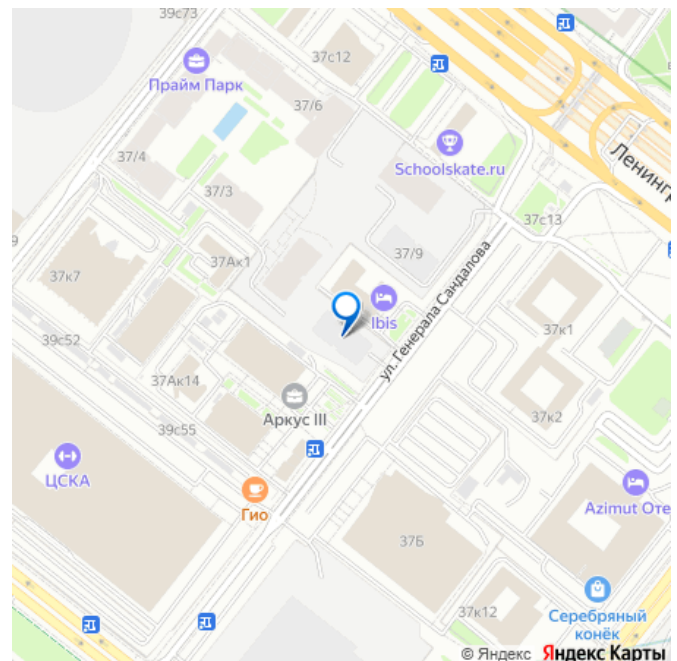 39с73
37с12
Прайм Парк
37/6
Schoolskate.ru
Ленингр
37/4
37/3
37с13
37/9
37Ак1
37к7
ул. Генерала Сандалова
Ibis
39с52
37к1
37Ак14
37к2
Аркус III
39с55
ЦСКА
Azimut Оте
Гио
37Б
37к12
Серебряный
конёк
© Яндекс Яндекс Карты